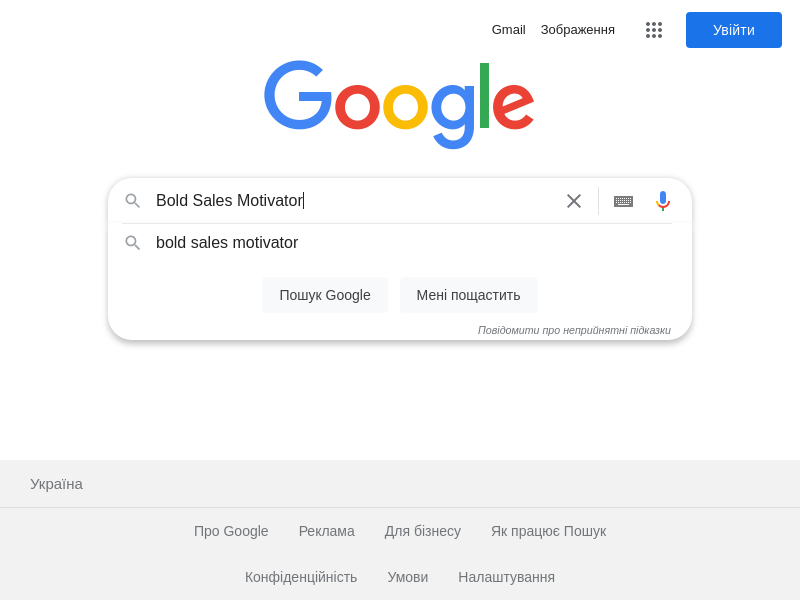 Gmail Зображення Увійти
Google
Bold Sales Motivator
bold sales motivator
Пошук Google Мені пощастить
Повідомити про неприйнятні підказки
Україна
Про Google Реклама Для бізнесу Як працює Пошук
Конфіденційність Умови Налаштування